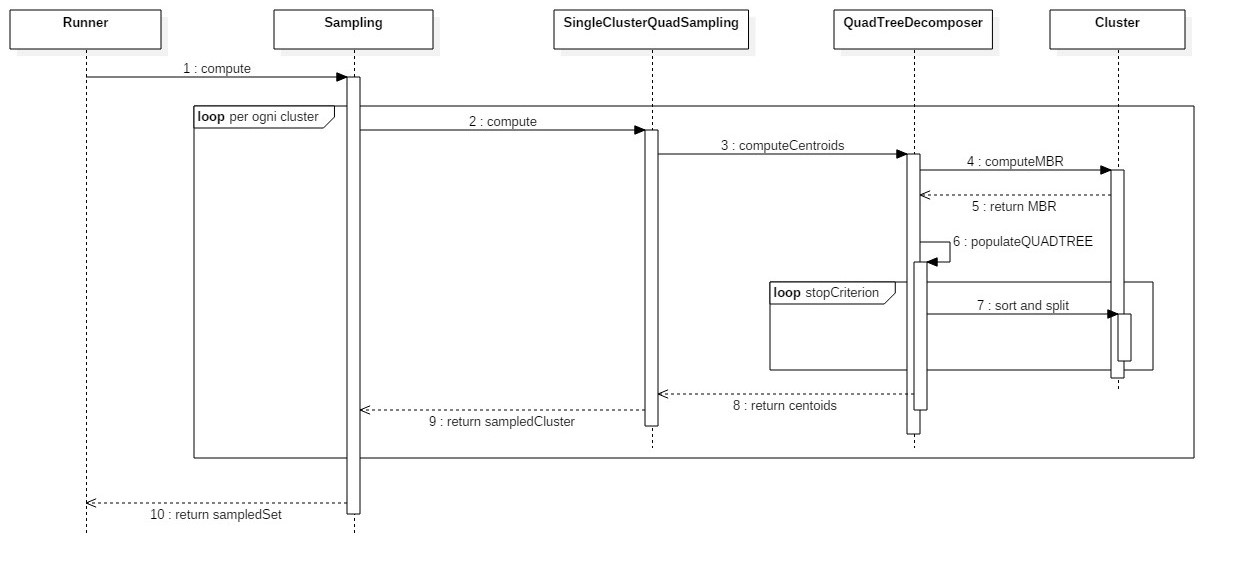 Runner
Sampling
SingleClusterQuadSampling
QuadTreeDecomposer
Cluster
1 : compute
loop per ogni cluster
2 : compute
3 : computeCentroids
4 : computeMBR
5 : return MBR
6 : populateQUADTREE
loop stopCriterion
7 : sort and split
8 : return centoids
9 : return sampledCluster
10 : return sampledSet